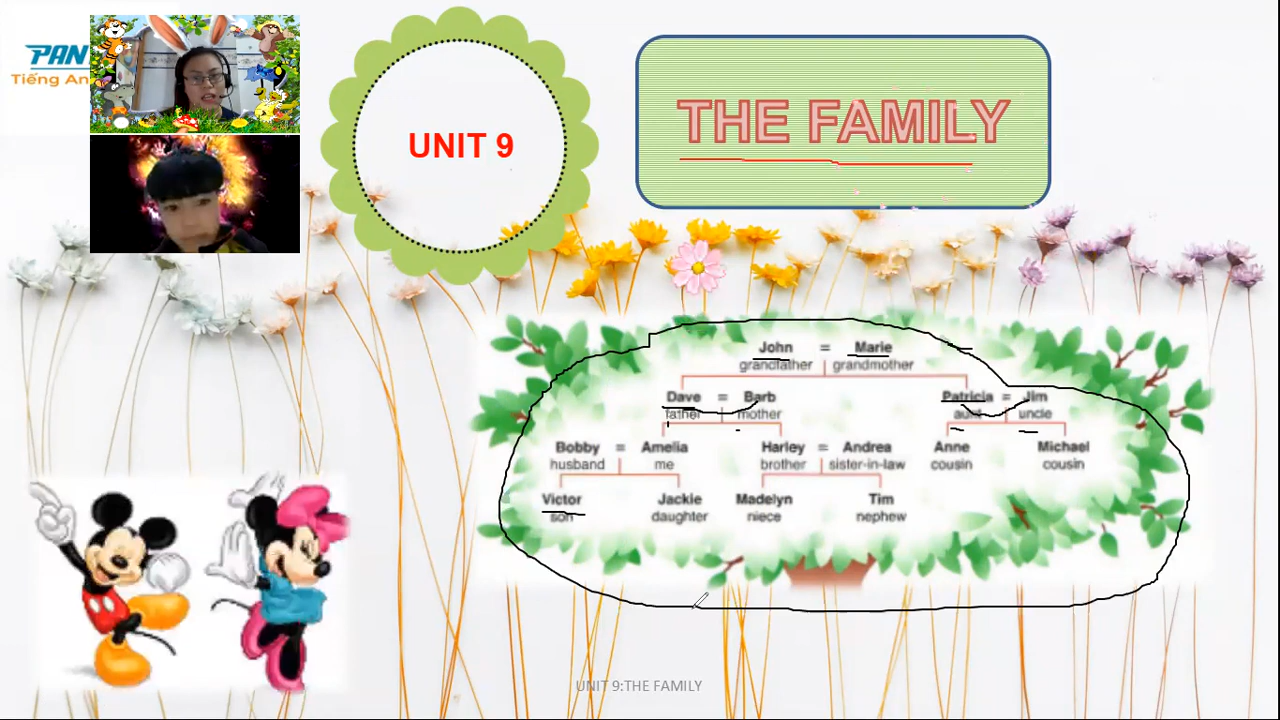 PAN
Tiếng An
UNIT 9
THE FAMILY
John = Marie
grandfather grandmother
Dave = Barb Patricia = Jim
father mother aunt uncle
Bobby = Amelia Harley = Andrea Anne Michael
husband me brother sister-in-law cousin cousin
Victor Jackie Madelyn Tim
son daughter niece nephew
UNIT 9:THE FAMILY